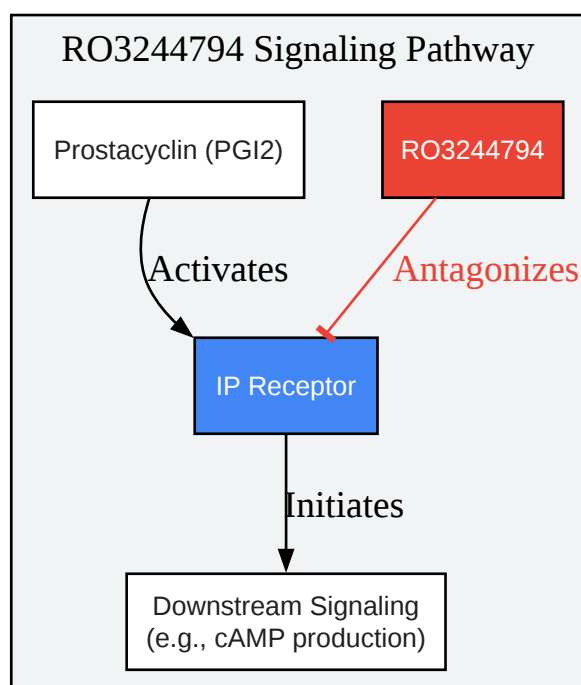 RO3244794 Signaling Pathway
Prostacyclin (PGI2)
RO3244794
Activates
Antagonizes
IP Receptor
Initiates
Downstream Signaling
(e.g., cAMP production)